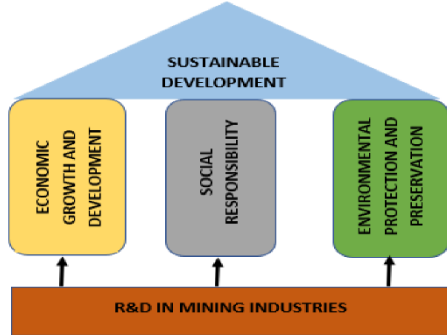 SUSTAINABLE
DEVELOPMENT
ECONOMIC
GROWTH AND
DEVELOPMENT
SOCIAL
RESPONSIBILITY
ENVIRONMENTAL
PROTECTION AND
PRESERVATION
R&D IN MINING INDUSTRIES